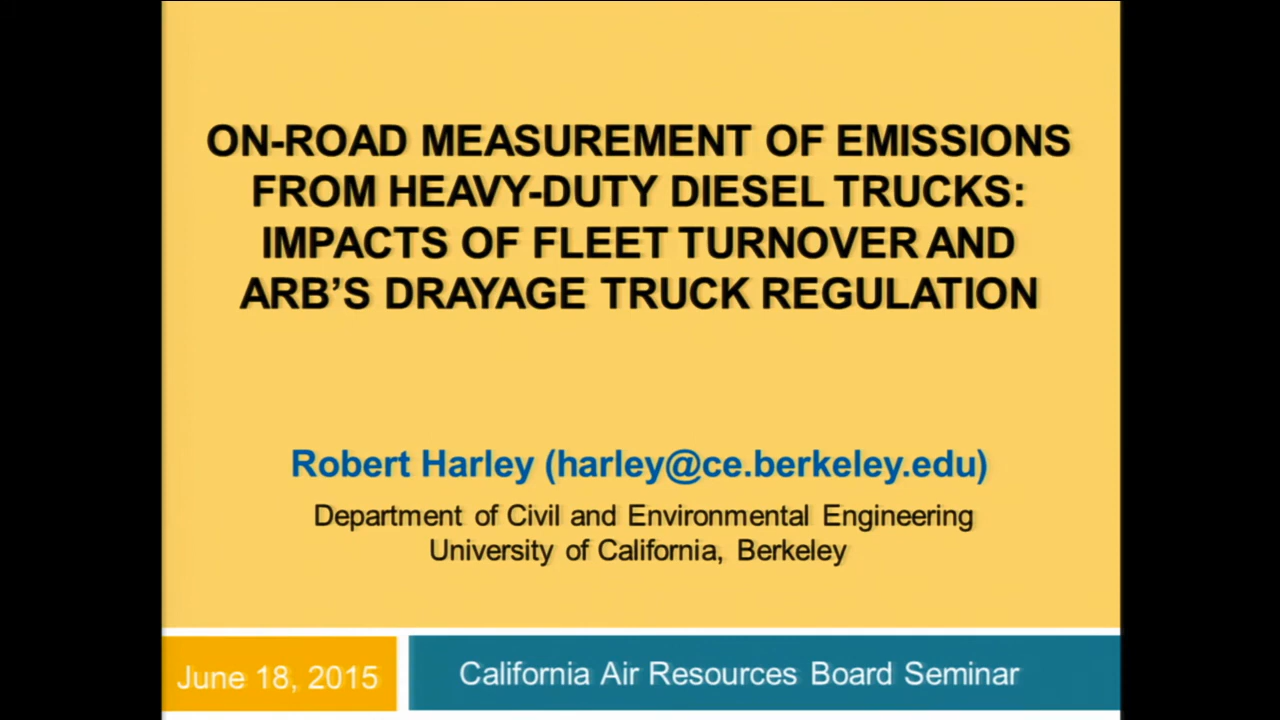 ON-ROAD MEASUREMENT OF EMISSIONS
FROM HEAVY-DUTY DIESEL TRUCKS:
IMPACTS OF FLEET TURNOVER AND
ARB'S DRAYAGE TRUCK REGULATION
Robert Harley (harley@ce.berkeley.edu)
Department of Civil and Environmental Engineering
University of California, Berkeley
June 18, 2015
California Air Resources Board Seminar